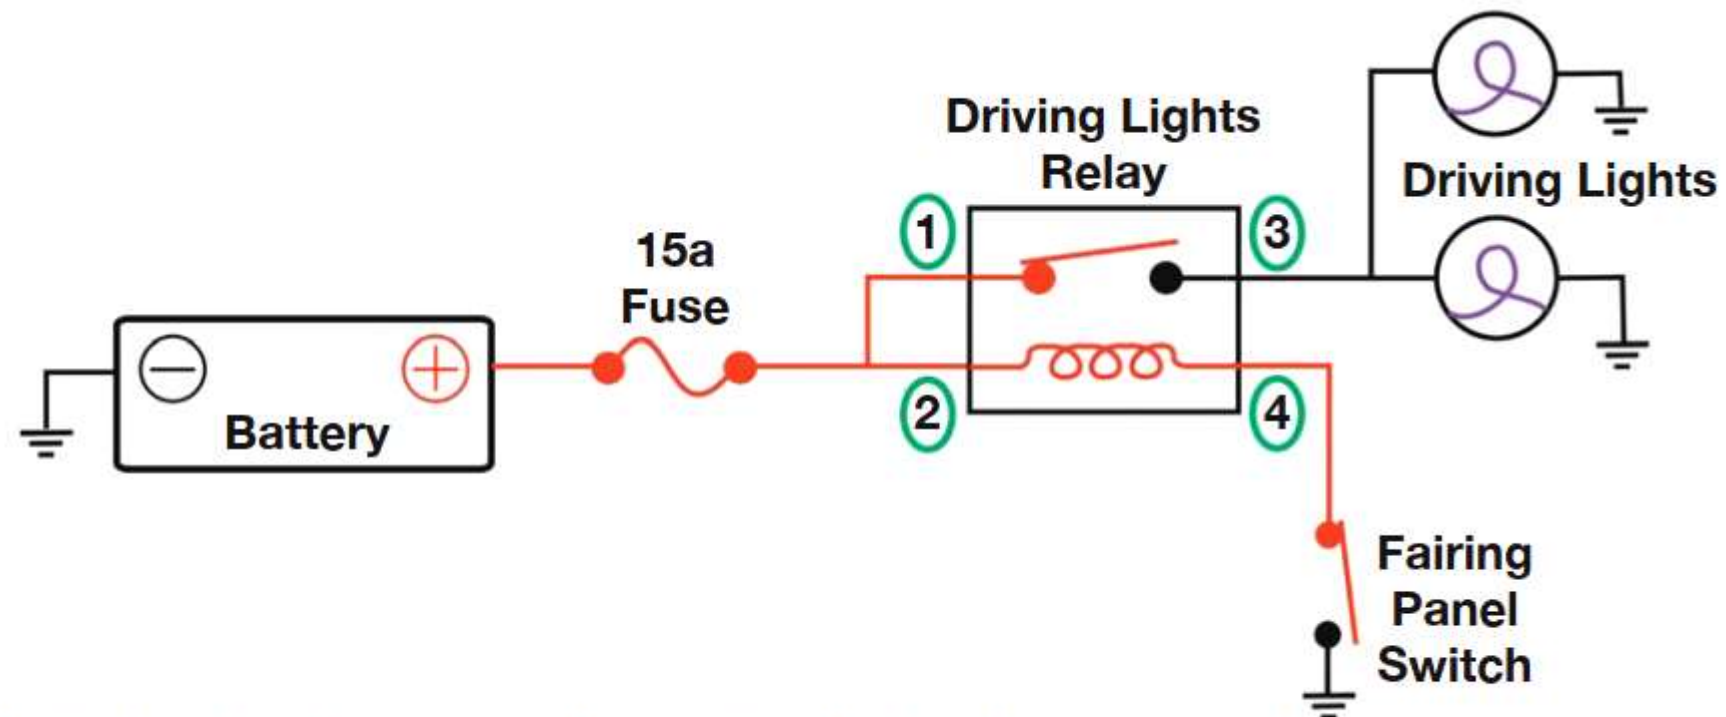 Driving Lights
Relay
Driving Lights
1
3
15a
Fuse
2
4
Battery
Fairing
Panel
Switch